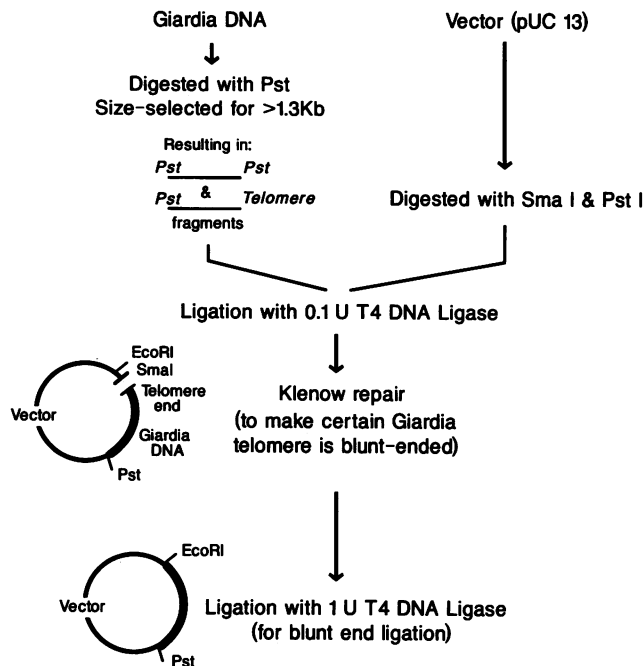 Giardia DNA
Vector (pUC 13)
Digested with Pst
Size-selected for >1.3Kb
Resulting in:
Pst Pst
&
Pst Telomere
fragments
Digested with Sma I & Pst I
Ligation with 0.1 U T4 DNA Ligase
EcoRI
SmaI
Telomere
end
Vector
Giardia
DNA
Pst
Klenow repair
(to make certain Giardia
telomere is blunt-ended)
EcoRI
Vector
Pst
Ligation with 1 U T4 DNA Ligase
(for blunt end ligation)